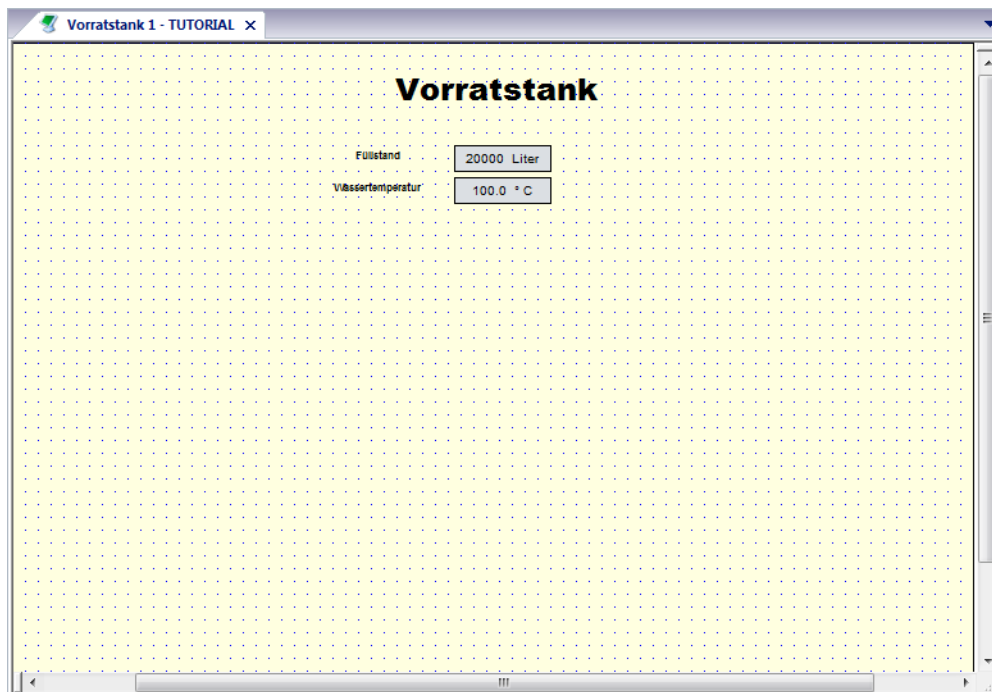 Vorratstank 1 - TUTORIAL
Vorratstank
Füllstand 20000 Liter
Wassertemperatur 100.0 °C